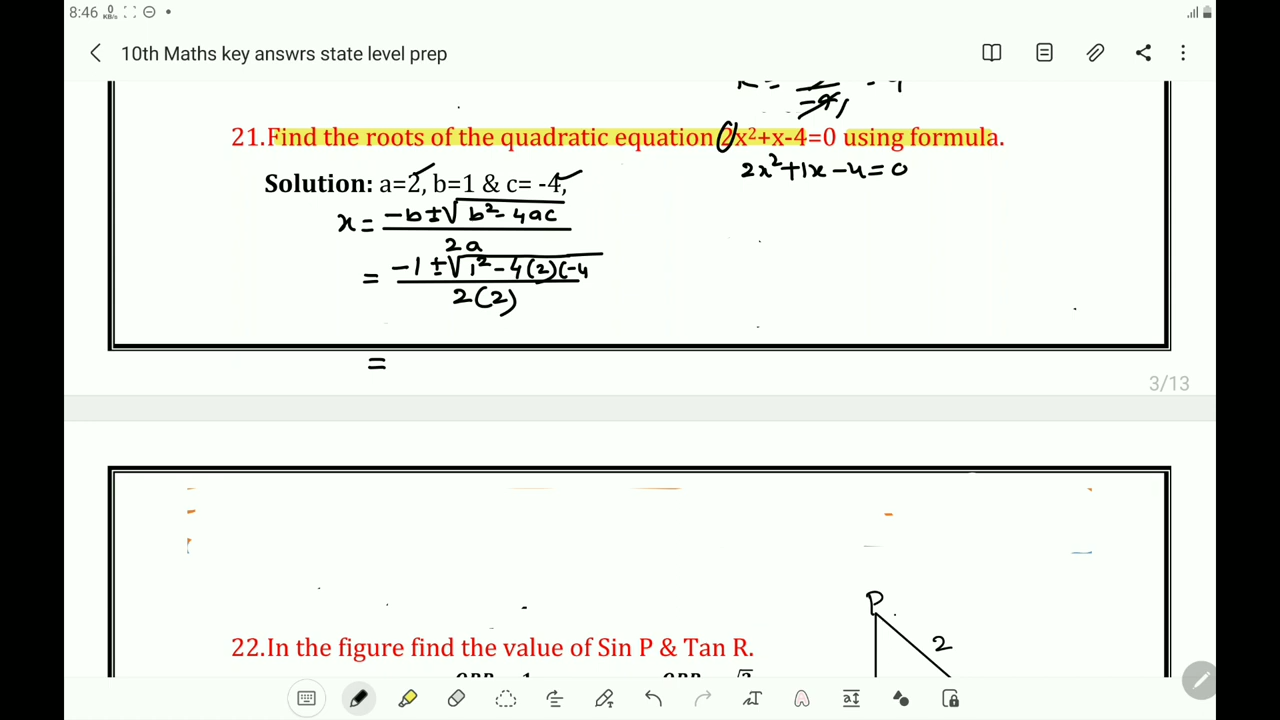 8:46 0 KB/s
10th Maths key answrs state level prep
21.Find the roots of the quadratic equation 2x²+x-4=0 using formula.
2x²+1x-4=0
Solution: a=2, b=1 & c= -4,
x = -b±√b²-4ac
2a
= -1±√1²-4(2)(-4
2(2)
=
3/13
P
2
22.In the figure find the value of Sin P & Tan R.